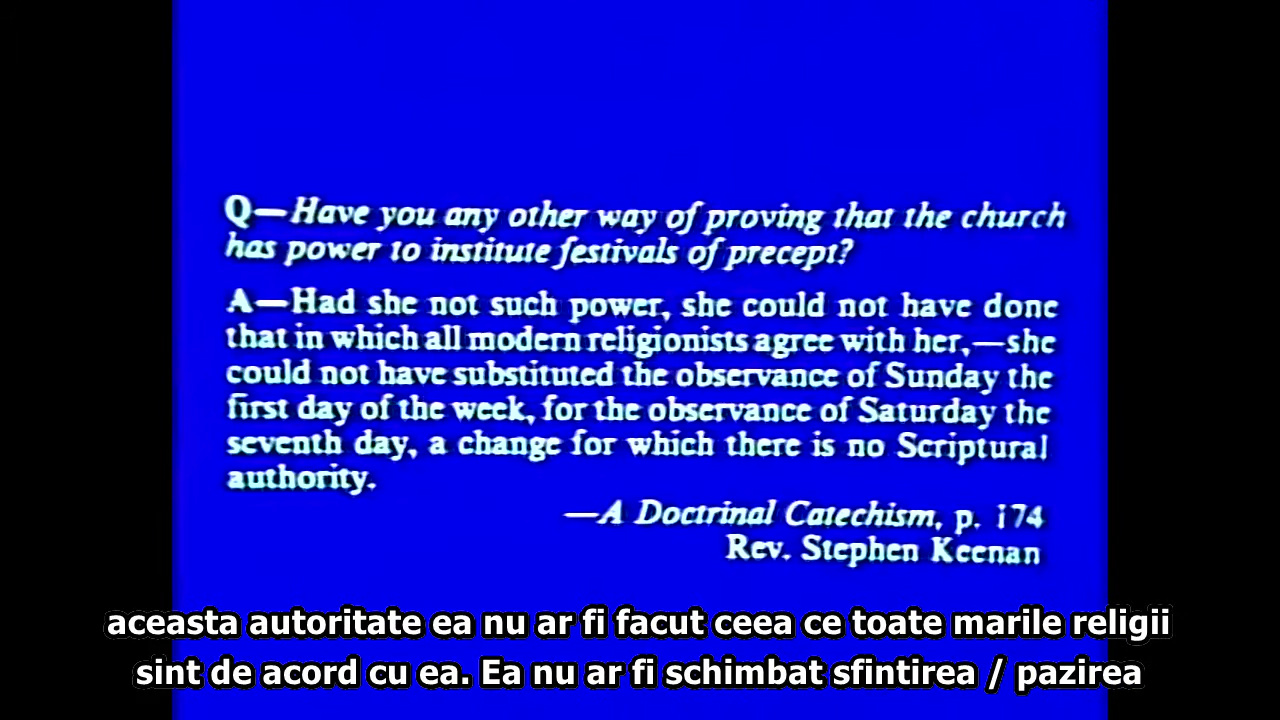 Q—Have you any other way of proving that the church
has power to institute festivals of precept?
A—Had she not such power, she could not have done
that in which all modern religionists agree with her,—she
could not have substituted the observance of Sunday the
first day of the week, for the observance of Saturday the
seventh day, a change for which there is no Scriptural
authority.
—A Doctrinal Catechism, p. 174
Rev. Stephen Keenan
aceasta autoritate ea nu ar fi facut ceea ce toate marile religii
sint de acord cu ea. Ea nu ar fi schimbat sfintirea / pazirea